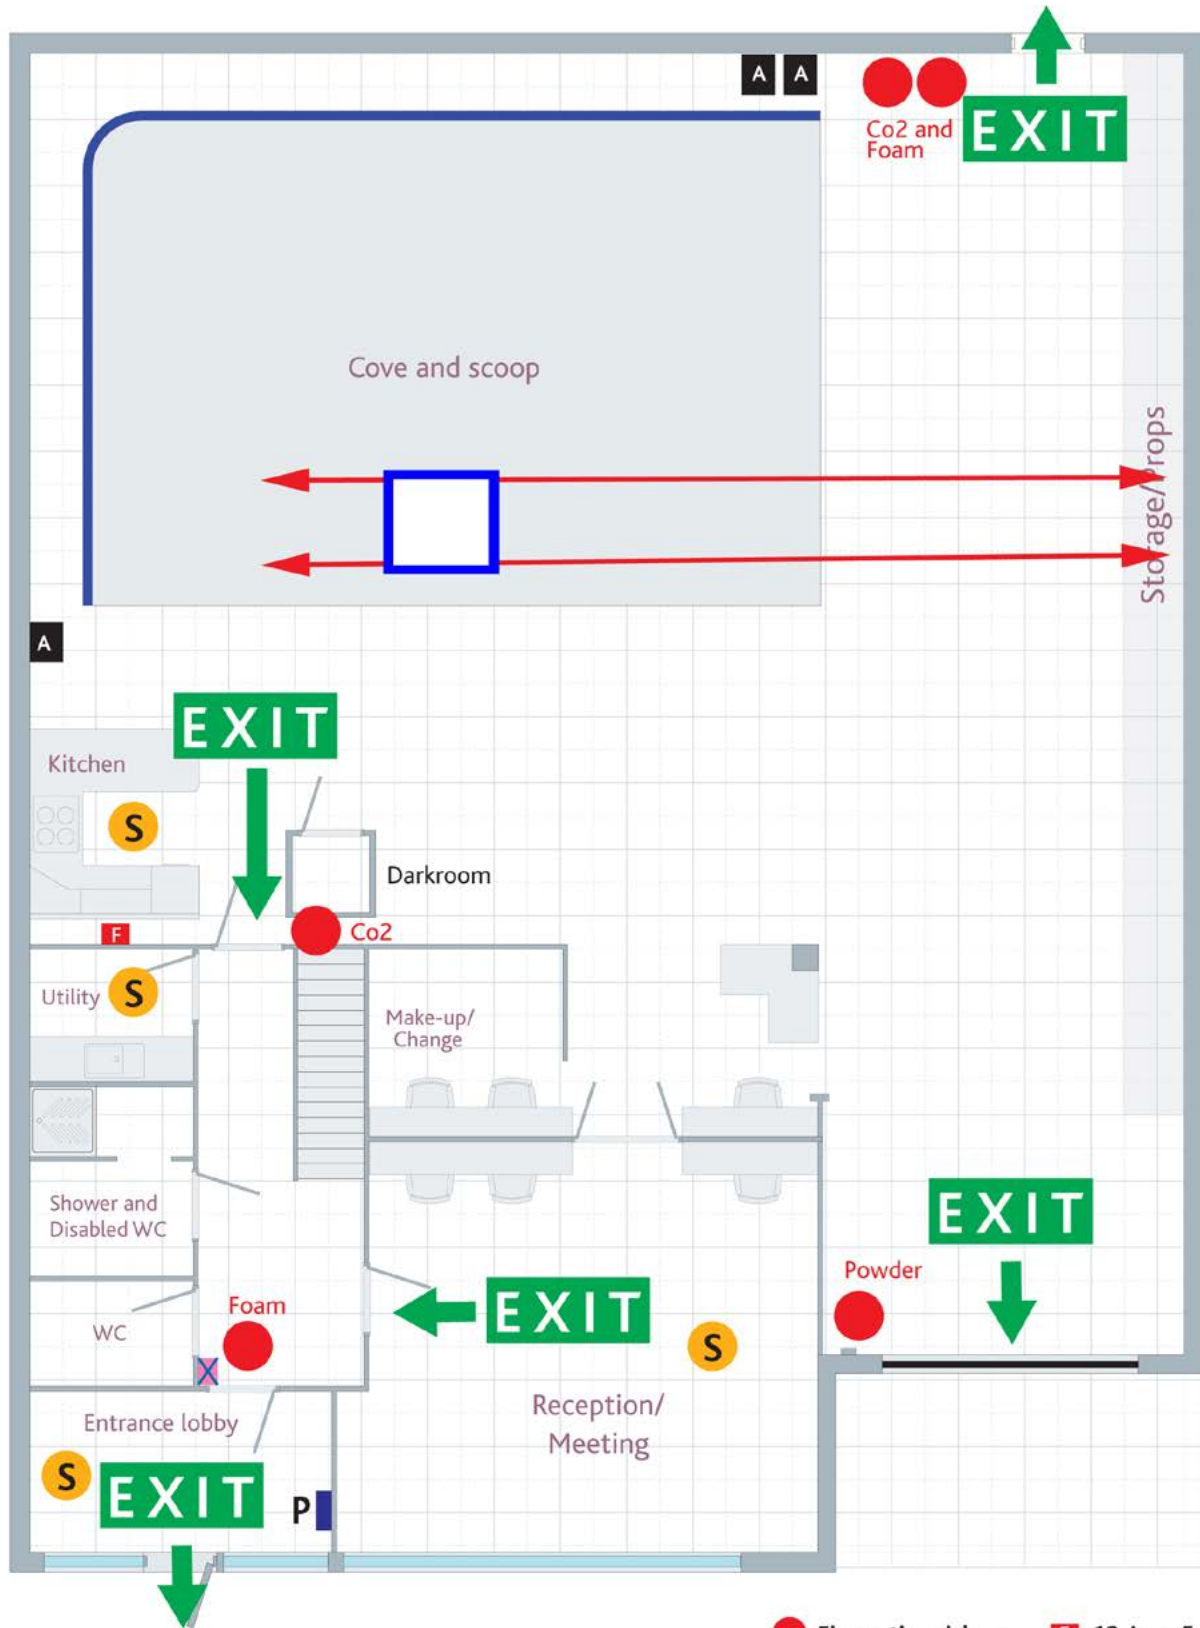 A A
Co2 and
Foam
EXIT
Cove and scoop
Storage/Props
A
EXIT
Kitchen
S
Darkroom
F
Co2
Utility
S
Make-up/
Change
Shower and
Disabled WC
EXIT
Powder
EXIT
Foam
WC
S
X
Reception/
Meeting
Entrance lobby
S
EXIT
P